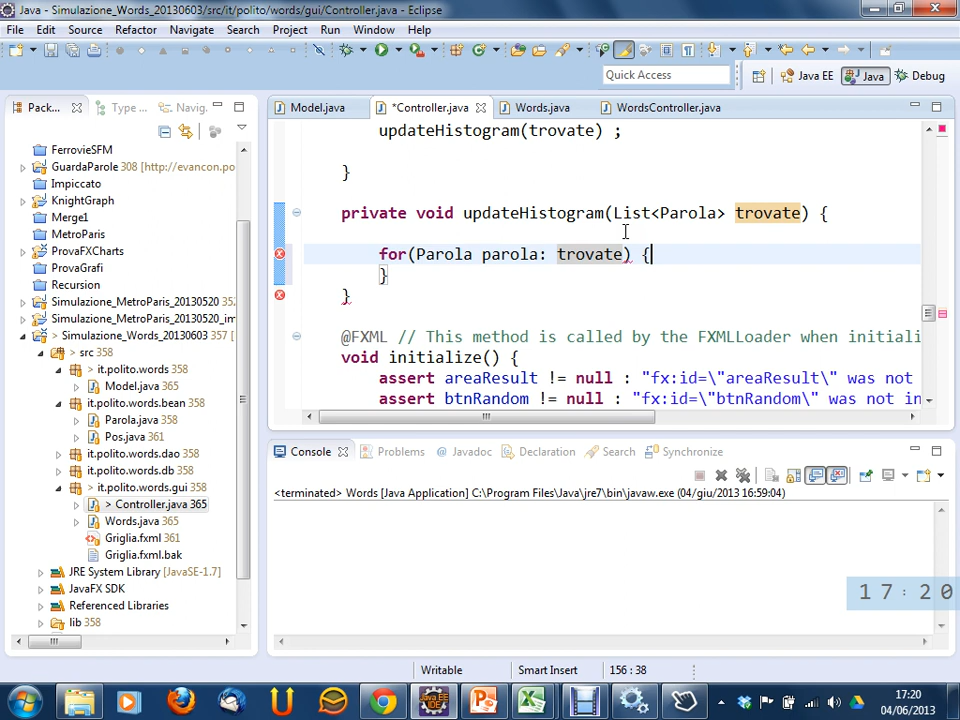 Java - Simulazione_Words_20130603/src/it/polito/words/gui/Controller.java - Eclipse
File Edit Source Refactor Navigate Search Project Run Window Help
Quick Access
Java EE
Java
Debug
Pack...
Type ...
Navig.
Model.java
*Controller.java
Words.java
WordsController.java
FerrovieSFM
GuardaParole 308 [http://evancon.po
Impiccato
KnightGraph
Merge1
MetroParis
ProvaFXCharts
ProvaGrafi
Recursion
Simulazione_MetroParis_20130520 352
Simulazione_MetroParis_20130520_im
> Simulazione_Words_20130603 357 [
> src 358
> it.polito.words 358
Model.java 365
> it.polito.words.bean 358
Parola.java 358
Pos.java 361
it.polito.words.dao 358
it.polito.words.db 358
> it.polito.words.gui 358
> Controller.java 365
Words.java 365
Griglia.fxml 361
Griglia.fxml.bak
JRE System Library [JavaSE-1.7]
JavaFX SDK
Referenced Libraries
lib 358
updateHistogram(trovate) ;
}
private void updateHistogram(List<Parola> trovate) {
for(Parola parola: trovate) {
}
}
@FXML // This method is called by the FXMLLoader when initiali
void initialize() {
assert areaResult != null : "fx:id=\"areaResult\" was not
assert btnRandom != null : "fx:id=\"btnRandom\" was not in
Console
Problems
Javadoc
Declaration
Search
Synchronize
<terminated> Words [Java Application] C:\Program Files\Java\jre7\bin\javaw.exe (04/giu/2013 16:59:04)
17:20
Writable
Smart Insert
156 : 38
17:20
04/06/2013